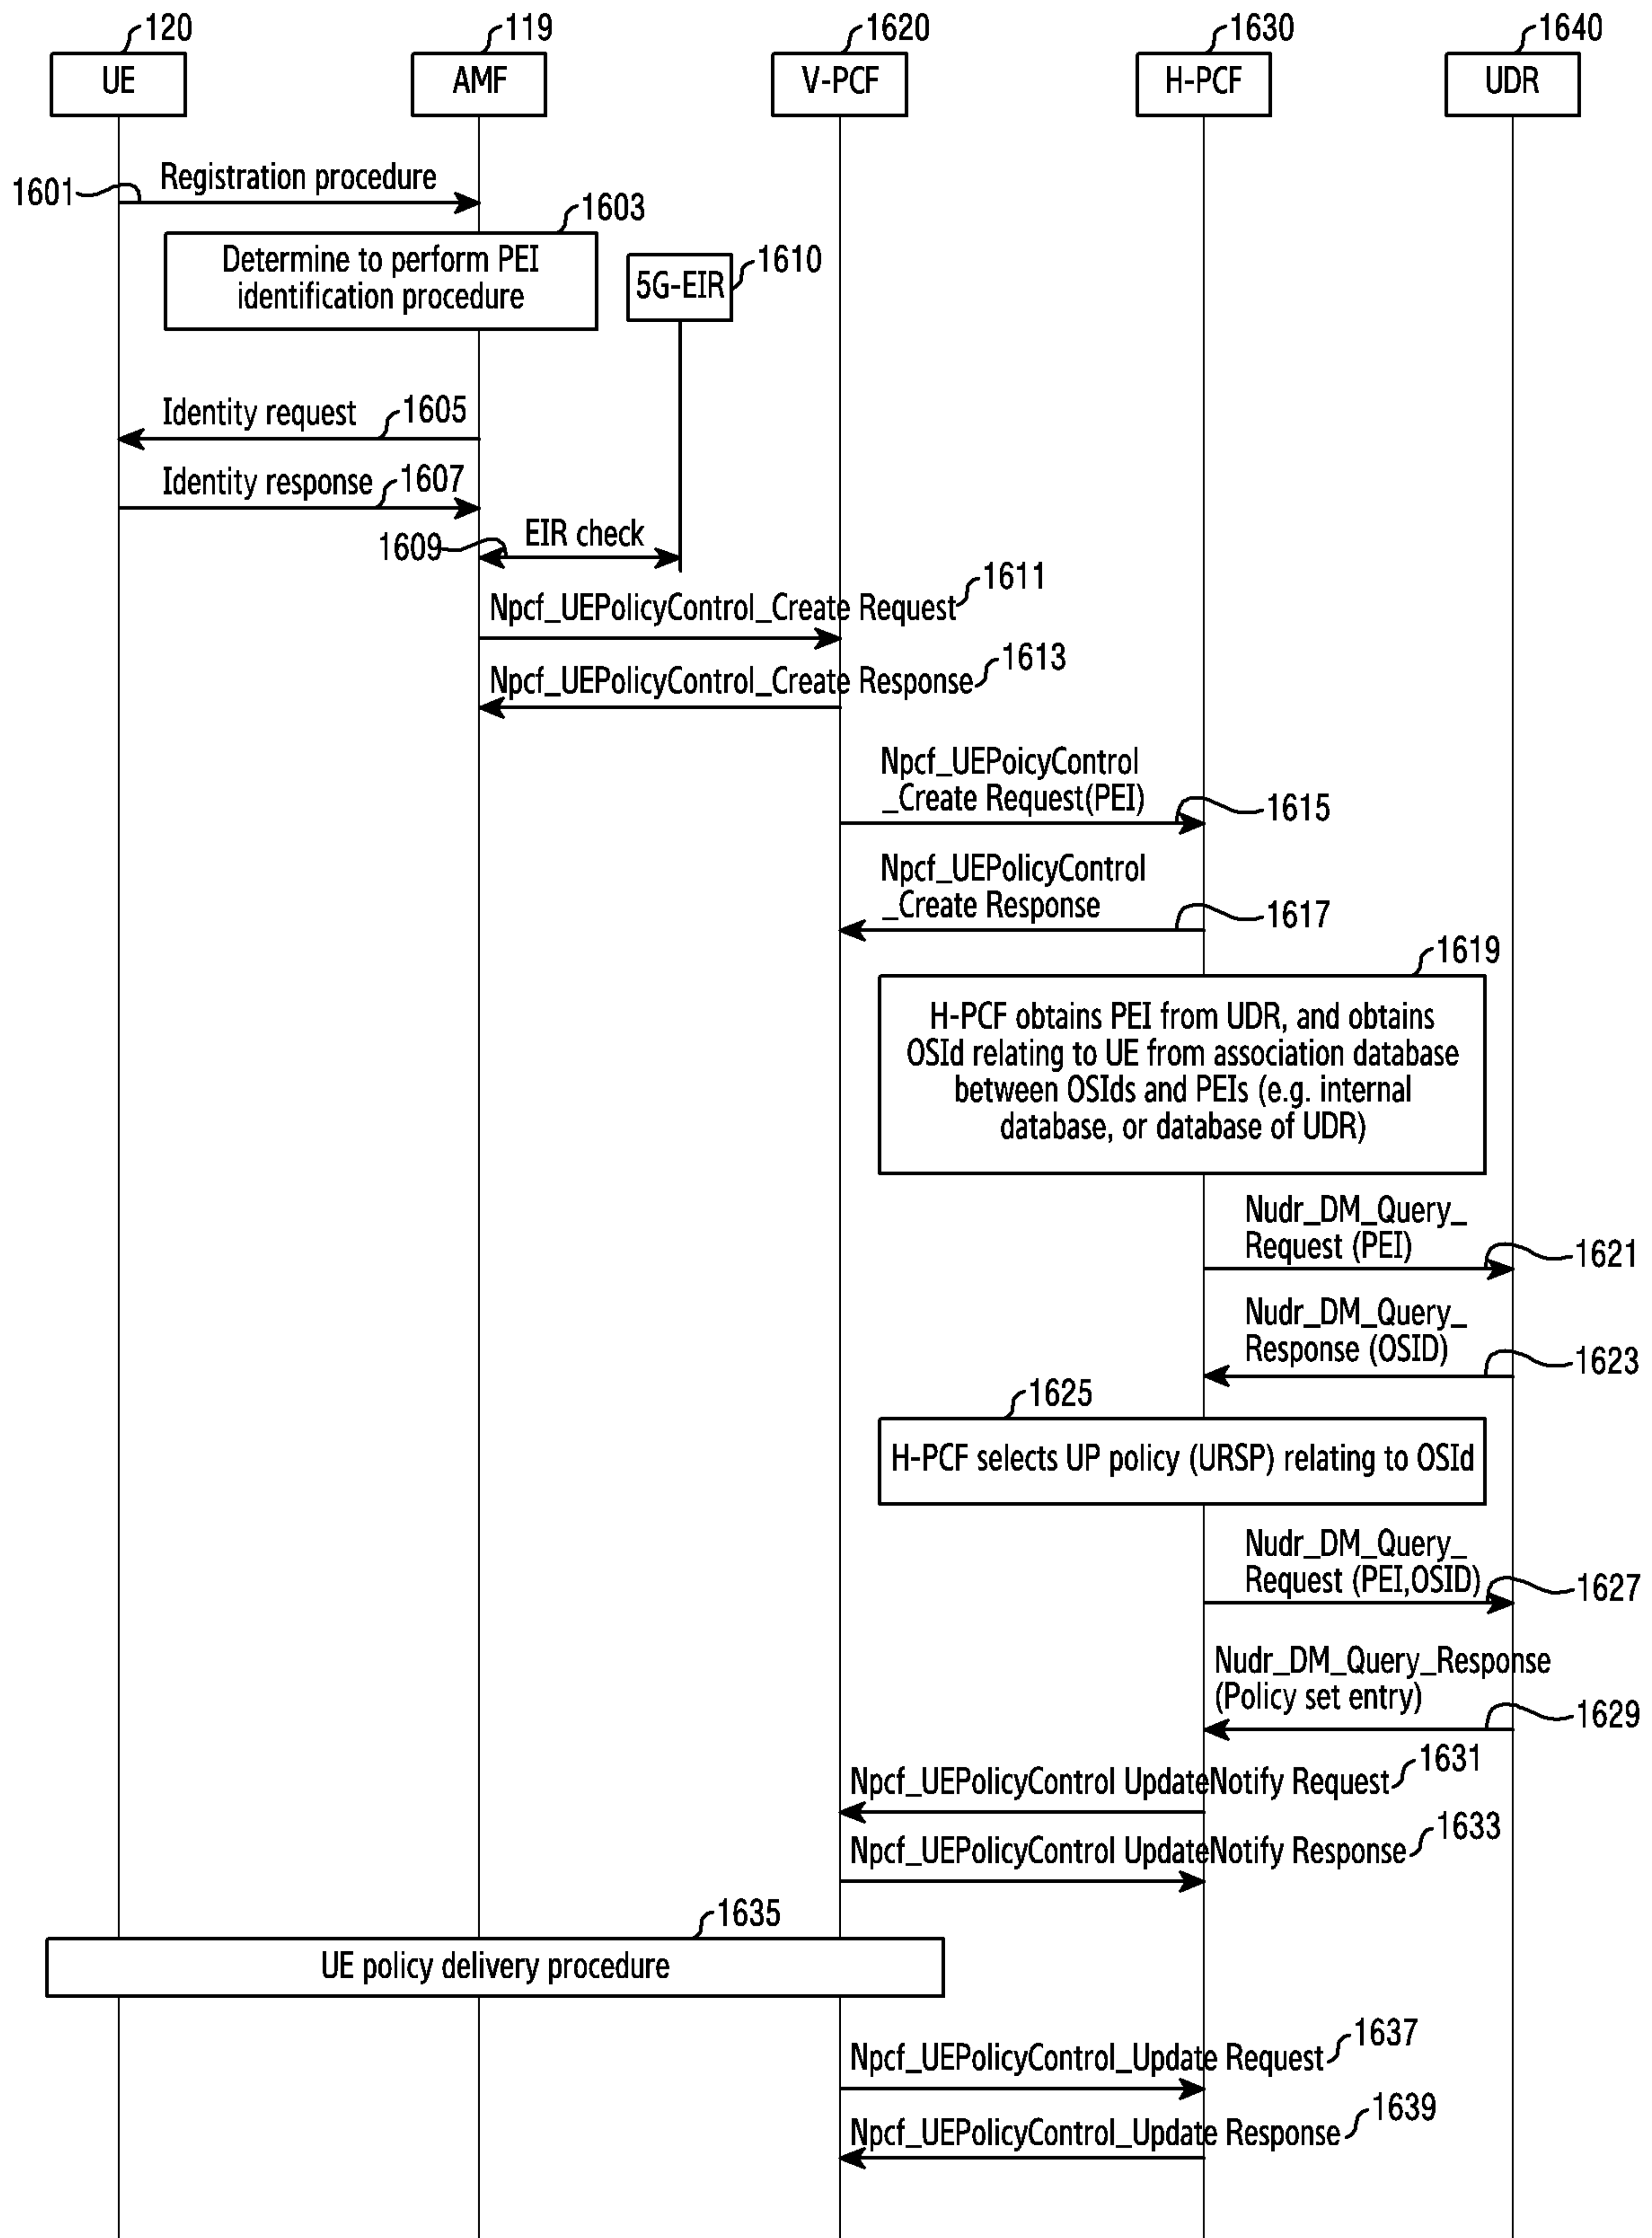 120
119
1620
1630
1640
UE
AMF
V-PCF
H-PCF
UDR
Registration procedure
1601
1603
Determine to perform PEI
identification procedure
1610
5G-EIR
Identity request
1605
Identity response
1607
EIR check
1609
1611
Npcf_UEPolicyControl_Create Request
1613
Npcf_UEPolicyControl_Create Response
Npcf_UEPoicyControl
_Create Request(PEI)
1615
Npcf_UEPolicyControl
_Create Response
1617
1619
H-PCF obtains PEI from UDR, and obtains
OSId relating to UE from association database
between OSIds and PEIs (e.g. internal
database, or database of UDR)
Nudr_DM_Query_
Request (PEI)
1621
Nudr_DM_Query_
Response (OSID)
1623
1625
H-PCF selects UP policy (URSP) relating to OSId
Nudr_DM_Query_
Request (PEI,OSID)
1627
Nudr_DM_Query_Response
(Policy set entry)
1629
1631
Npcf_UEPolicyControl UpdateNotify Request
1633
Npcf_UEPolicyControl UpdateNotify Response
1635
UE policy delivery procedure
1637
Npcf_UEPolicyControl_Update Request
1639
Npcf_UEPolicyControl_Update Response